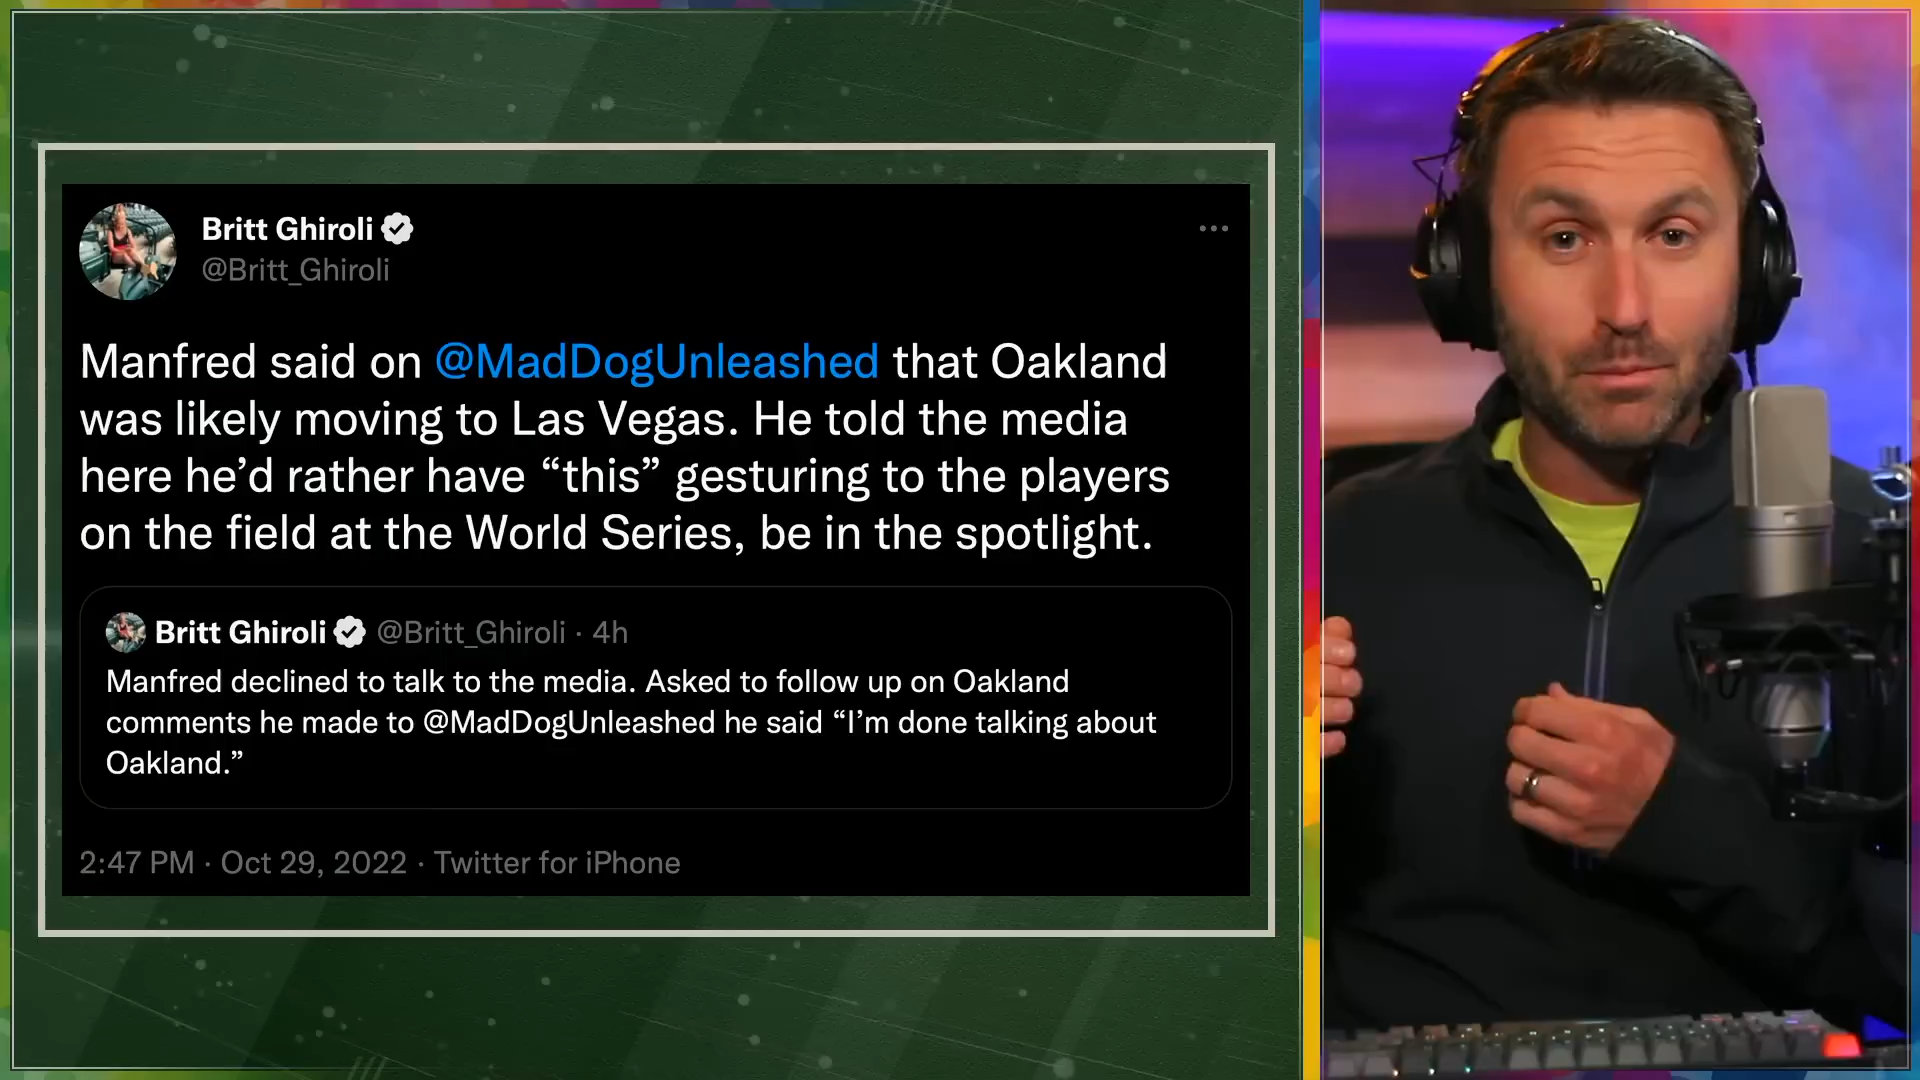 Britt Ghiroli
@Britt_Ghiroli
Manfred said on @MadDogUnleashed that Oakland
was likely moving to Las Vegas. He told the media
here he’d rather have “this” gesturing to the players
on the field at the World Series, be in the spotlight.
Britt Ghiroli @Britt_Ghiroli · 4h
Manfred declined to talk to the media. Asked to follow up on Oakland
comments he made to @MadDogUnleashed he said “I’m done talking about
Oakland.”
2:47 PM · Oct 29, 2022 · Twitter for iPhone